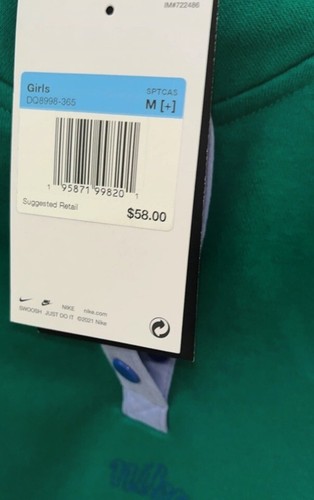 IM#722486
Girls
SPTCAS
DQ8998-365
M [+]
1 95871 99820 1
Suggested Retail
$58.00
NIKE nike.com
SWOOSH JUST DO IT ©2021 Nike